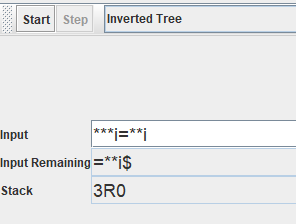 Start Step Inverted Tree
Input ***i=**i
Input Remaining =**i$
Stack 3R0